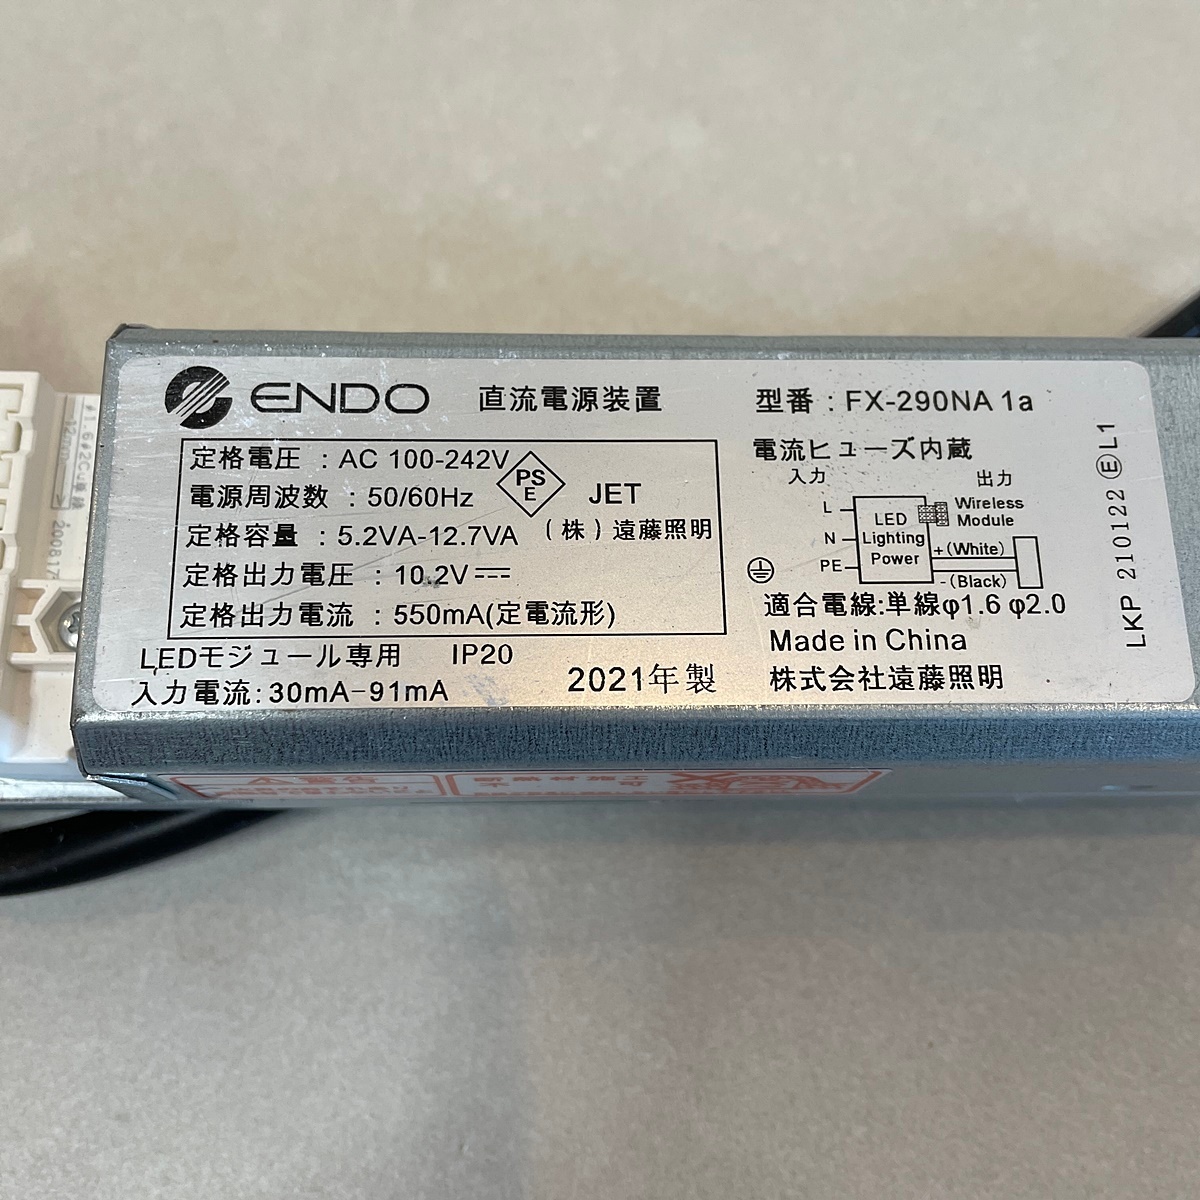 ENDO 直流電源装置 型番：FX-290NA 1a
定格電圧：AC 100-242V
電源周波数：50/60Hz
定格容量：5.2VA-12.7VA
定格出力電圧：10.2V⎓
定格出力電流：550mA(定電流形)
PS
E
JET
(株)遠藤照明
LEDモジュール専用 IP20
入力電流：30mA-91mA
2021年製
電流ヒューズ内蔵
入力 出力
L
N
PE
LED
Lighting
Power
Wireless
Module
+(White)
-(Black)
適合電線:単線φ1.6 φ2.0
Made in China
株式会社遠藤照明
LKP 210122 Ⓔ L1